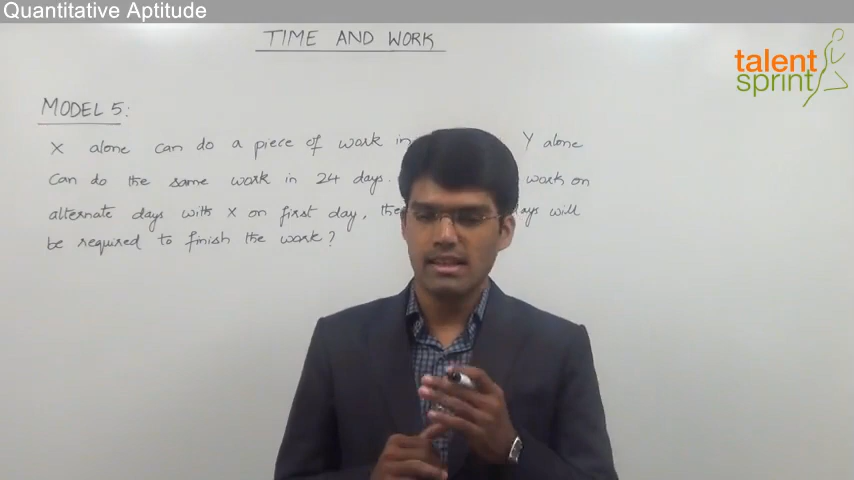 Quantitative Aptitude
TIME AND WORK
talent
sprint
MODEL 5:
X alone can do a piece of work in Y alone
can do the same work in 24 days. work on
alternate days with X on first day, days will
be required to finish the work?